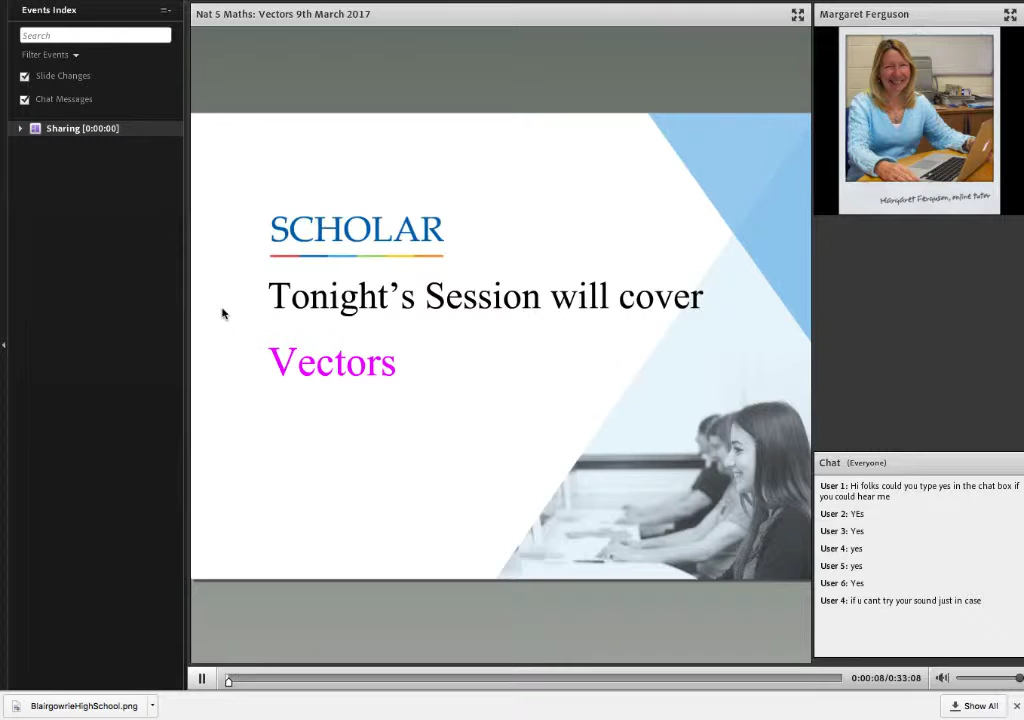 Events Index
Search
Filter Events
Slide Changes
Chat Messages
Sharing [0:00:00]
Nat 5 Maths: Vectors 9th March 2017
SCHOLAR
Tonight's Session will cover
Vectors
Margaret Ferguson
Margaret Ferguson, online tutor
Chat (Everyone)
User 1: Hi folks could you type yes in the chat box if
you could hear me
User 2: YEs
User 3: Yes
User 4: yes
User 5: yes
User 6: Yes
User 4: if u cant try your sound just in case
0:00:08/0:33:08
BlairgowrieHighSchool.png
Show All